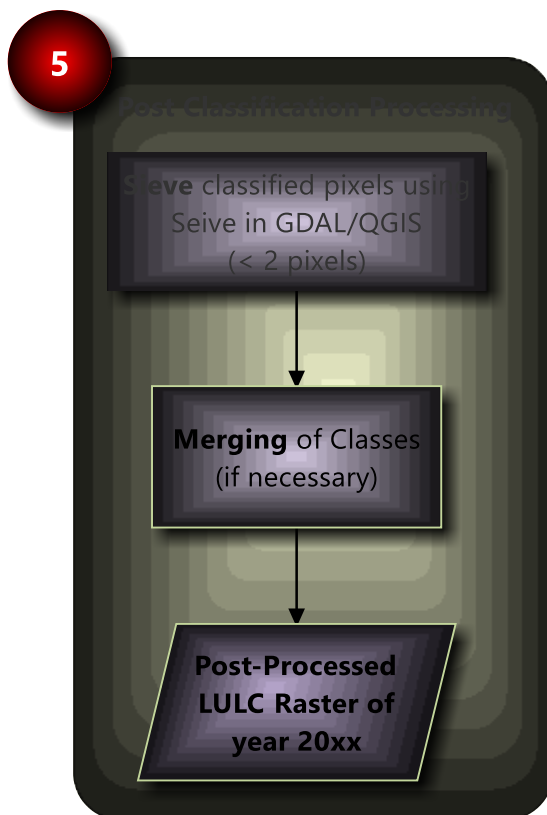 5
Post Classification Processing
Sieve classified pixels using
Seive in GDAL/QGIS
(< 2 pixels)
Merging of Classes
(if necessary)
Post-Processed
LULC Raster of
year 20xx